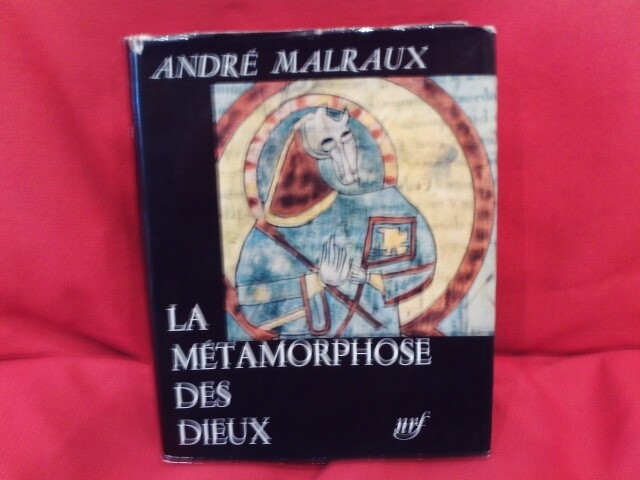 ANDRÉ MALRAUX
LA
MÉTAMORPHOSE
DES
DIEUX
nrf